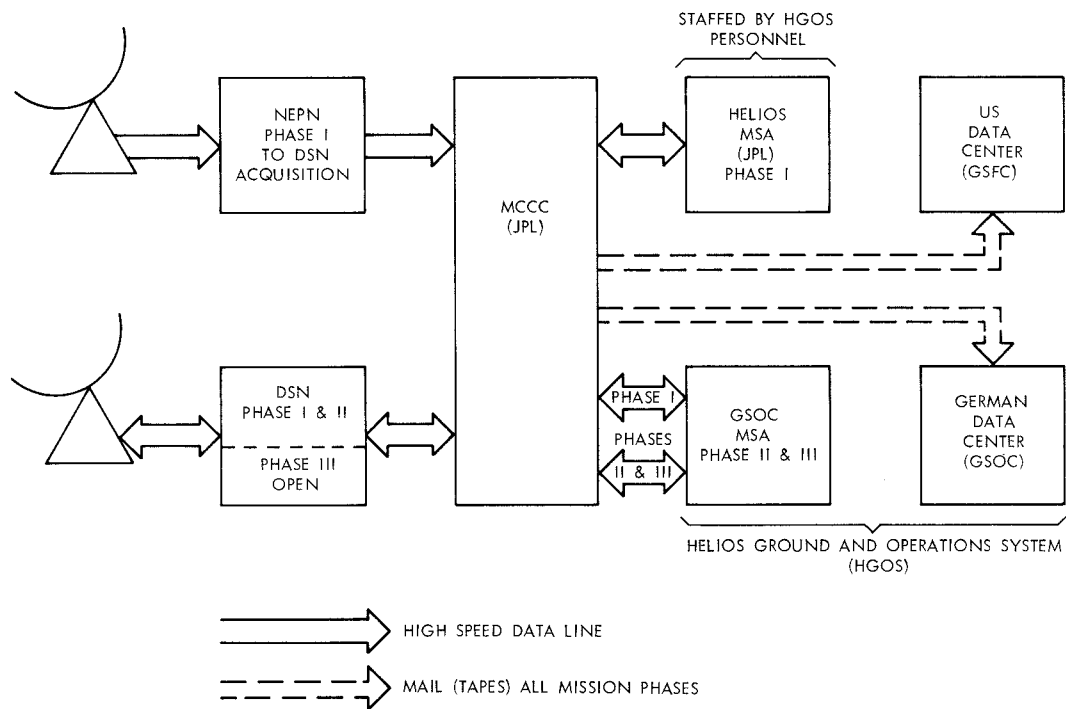 STAFFED BY HGOS
PERSONNEL
NEPN
PHASE I
TO DSN
ACQUISITION
MCCC
(JPL)
HELIOS
MSA
(JPL)
PHASE I
US
DATA
CENTER
(GSFC)
DSN
PHASE I & II
PHASE III
OPEN
PHASE I
PHASES
II & III
GSOC
MSA
PHASE II & III
GERMAN
DATA
CENTER
(GSOC)
HELIOS GROUND AND OPERATIONS SYSTEM
(HGOS)
HIGH SPEED DATA LINE
MAIL (TAPES) ALL MISSION PHASES